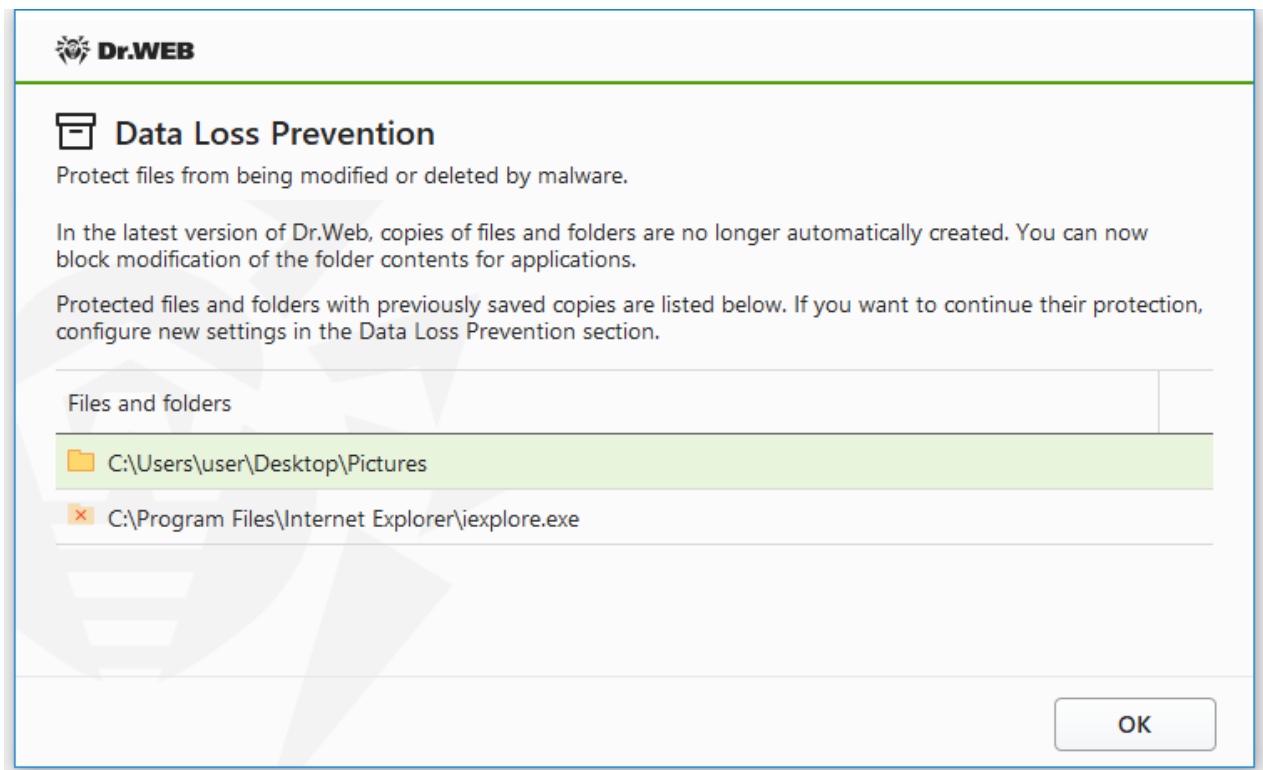 Dr.WEB
Data Loss Prevention
Protect files from being modified or deleted by malware.
In the latest version of Dr.Web, copies of files and folders are no longer automatically created. You can now
block modification of the folder contents for applications.
Protected files and folders with previously saved copies are listed below. If you want to continue their protection,
configure new settings in the Data Loss Prevention section.
Files and folders
C:\Users\user\Desktop\Pictures
C:\Program Files\Internet Explorer\iexplore.exe
OK